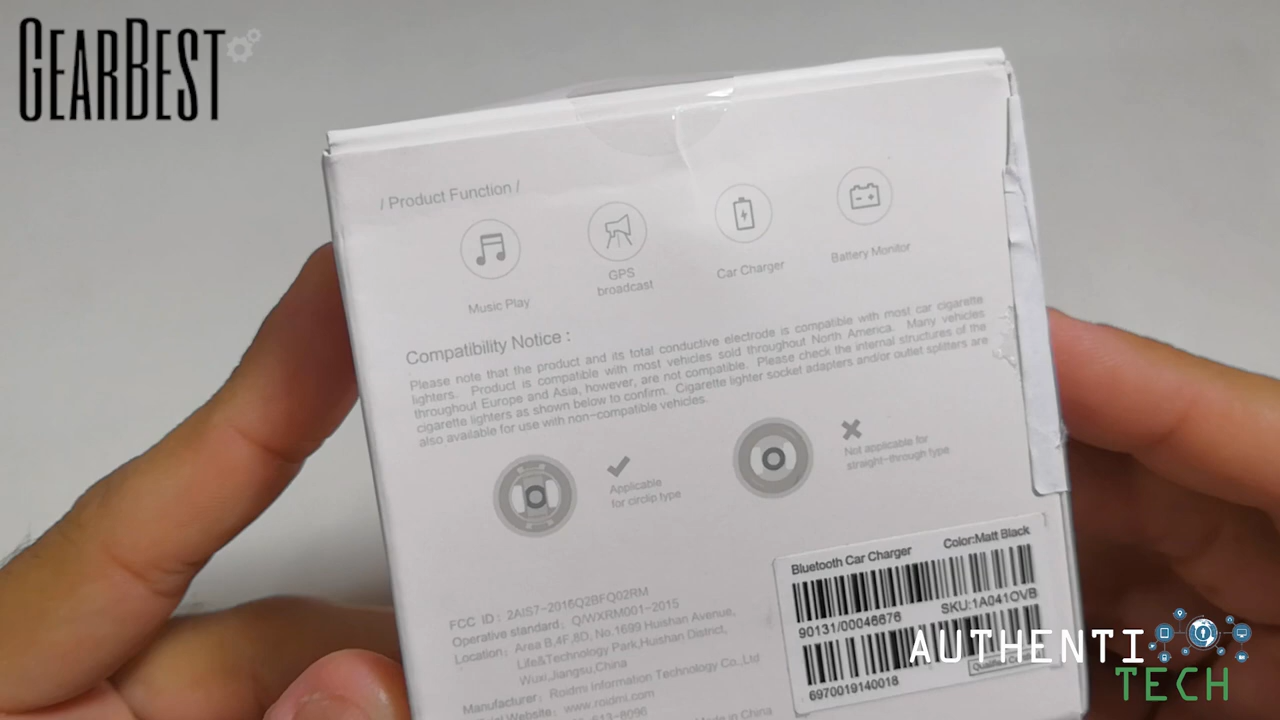 GEARBEST
/ Product Function /
Music Play
GPS
broadcast
Car Charger
Battery Monitor
Compatibility Notice :
Please note that the product and its total conductive electrode is compatible with most car cigarette
lighters. Product is compatible with most vehicles sold throughout North America. Many vehicles
throughout Europe and Asia, however, are not compatible. Please check the internal structures of the
cigarette lighters as shown below to confirm. Cigarette lighter socket adapters and/or outlet splitters are
also available for use with non-compatible vehicles.
Applicable
for circlip type
Not applicable for
straight-through type
FCC ID : 2AIS7-2016Q2BFQ02RM
Operative standard : Q/WXRM001-2015
Location : Area B,4F,8D, No.1699 Huishan Avenue,
Life&Technology Park,Huishan District,
Wuxi,Jiangsu,China
Manufacturer : Roidmi Information Technology Co.,Ltd
Website : www.roidmi.com
613-8096
Made in China
Bluetooth Car Charger Color:Matt Black
90131/00046676 SKU:1A041OVB
6970019140018
AUTHENTI
TECH